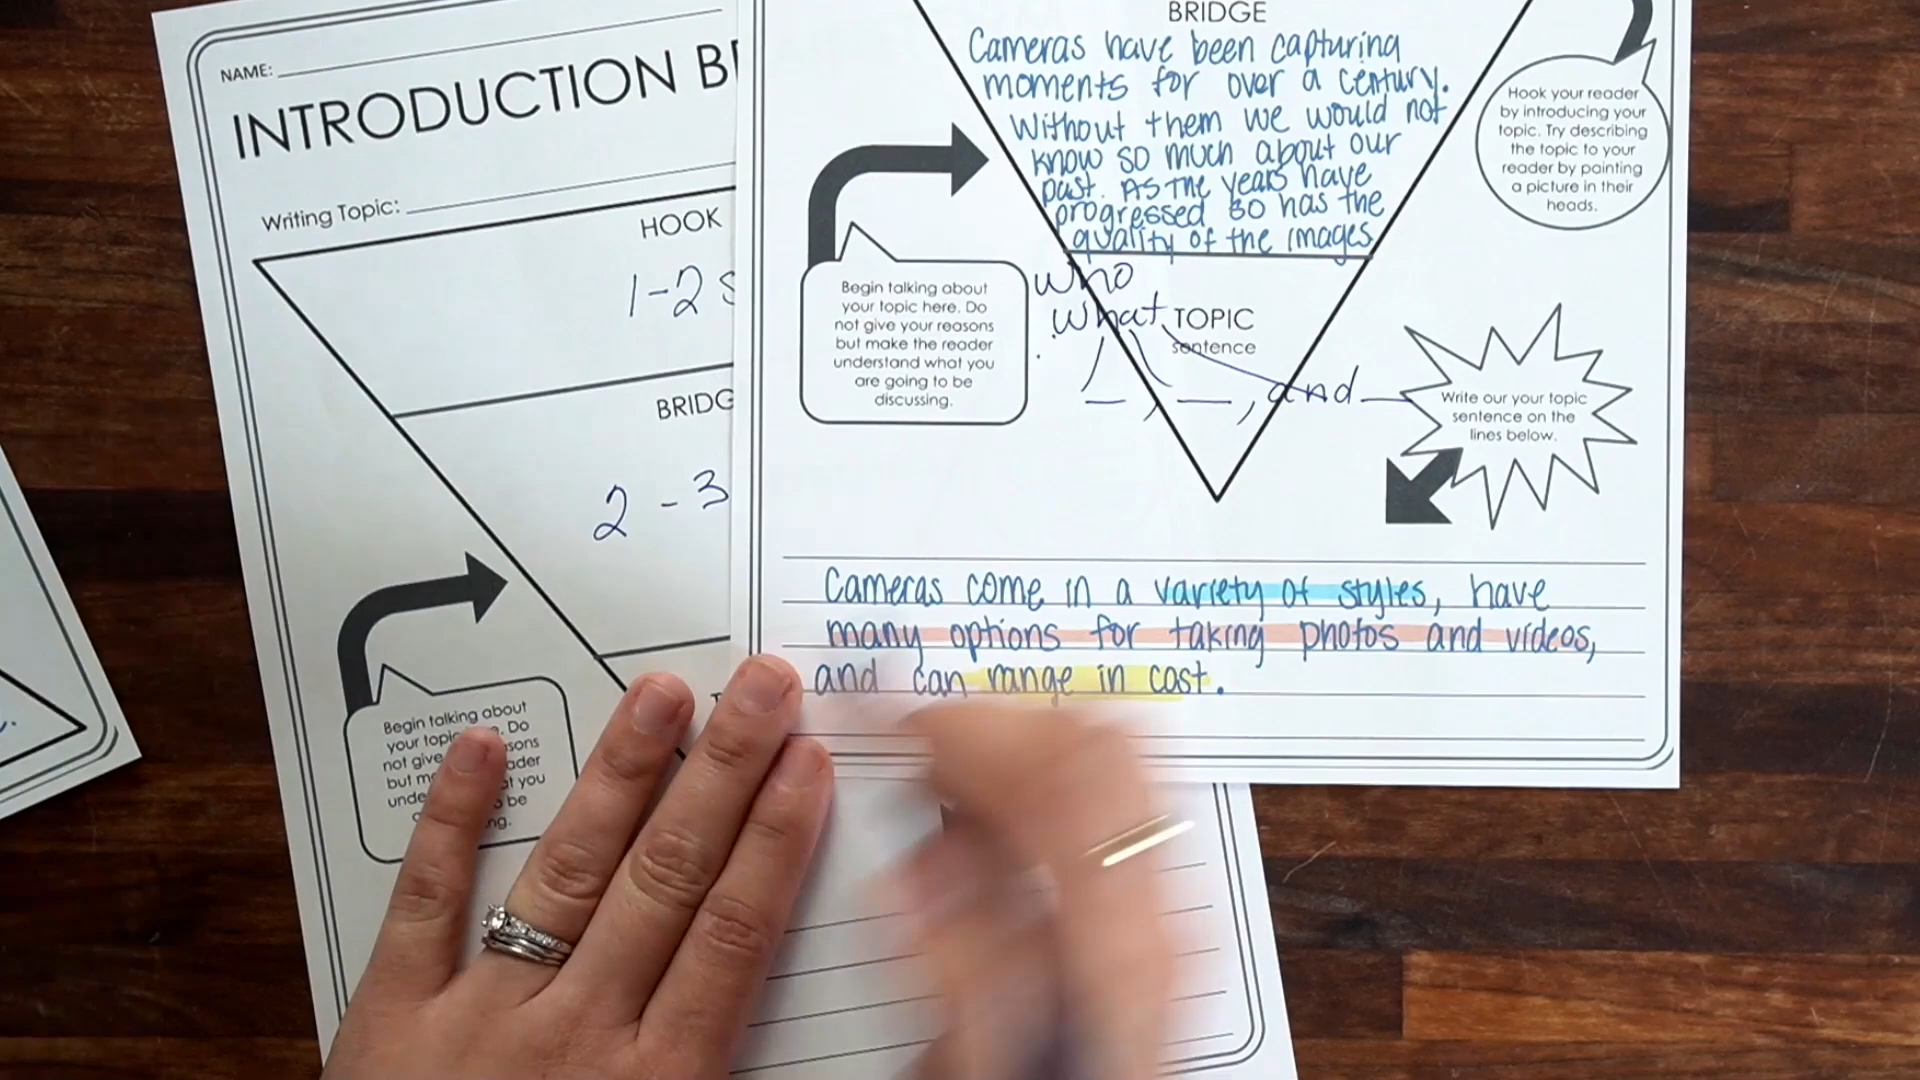 NAME:
INTRODUCTION
Writing Topic:
HOOK
1-2
2-3
Begin talking about
your topic
not give
but
BRIDGE
Cameras have been capturing
moments for over a century.
Without them we would not
know so much about our
past. As the years have
progressed so has the
quality of the images.
Hook your reader
by introducing your
topic. Try describing
the topic to your
reader by painting
a picture in their
heads.
Begin talking about
your topic here. Do
not give your reasons
but make the reader
understand what you
are going to be
discussing.
Who
What
TOPIC
sentence
_, _, and _
Write our your topic
sentence on the
lines below.
Cameras come in a variety of styles, have
many options for taking photos and videos,
and can range in cost.